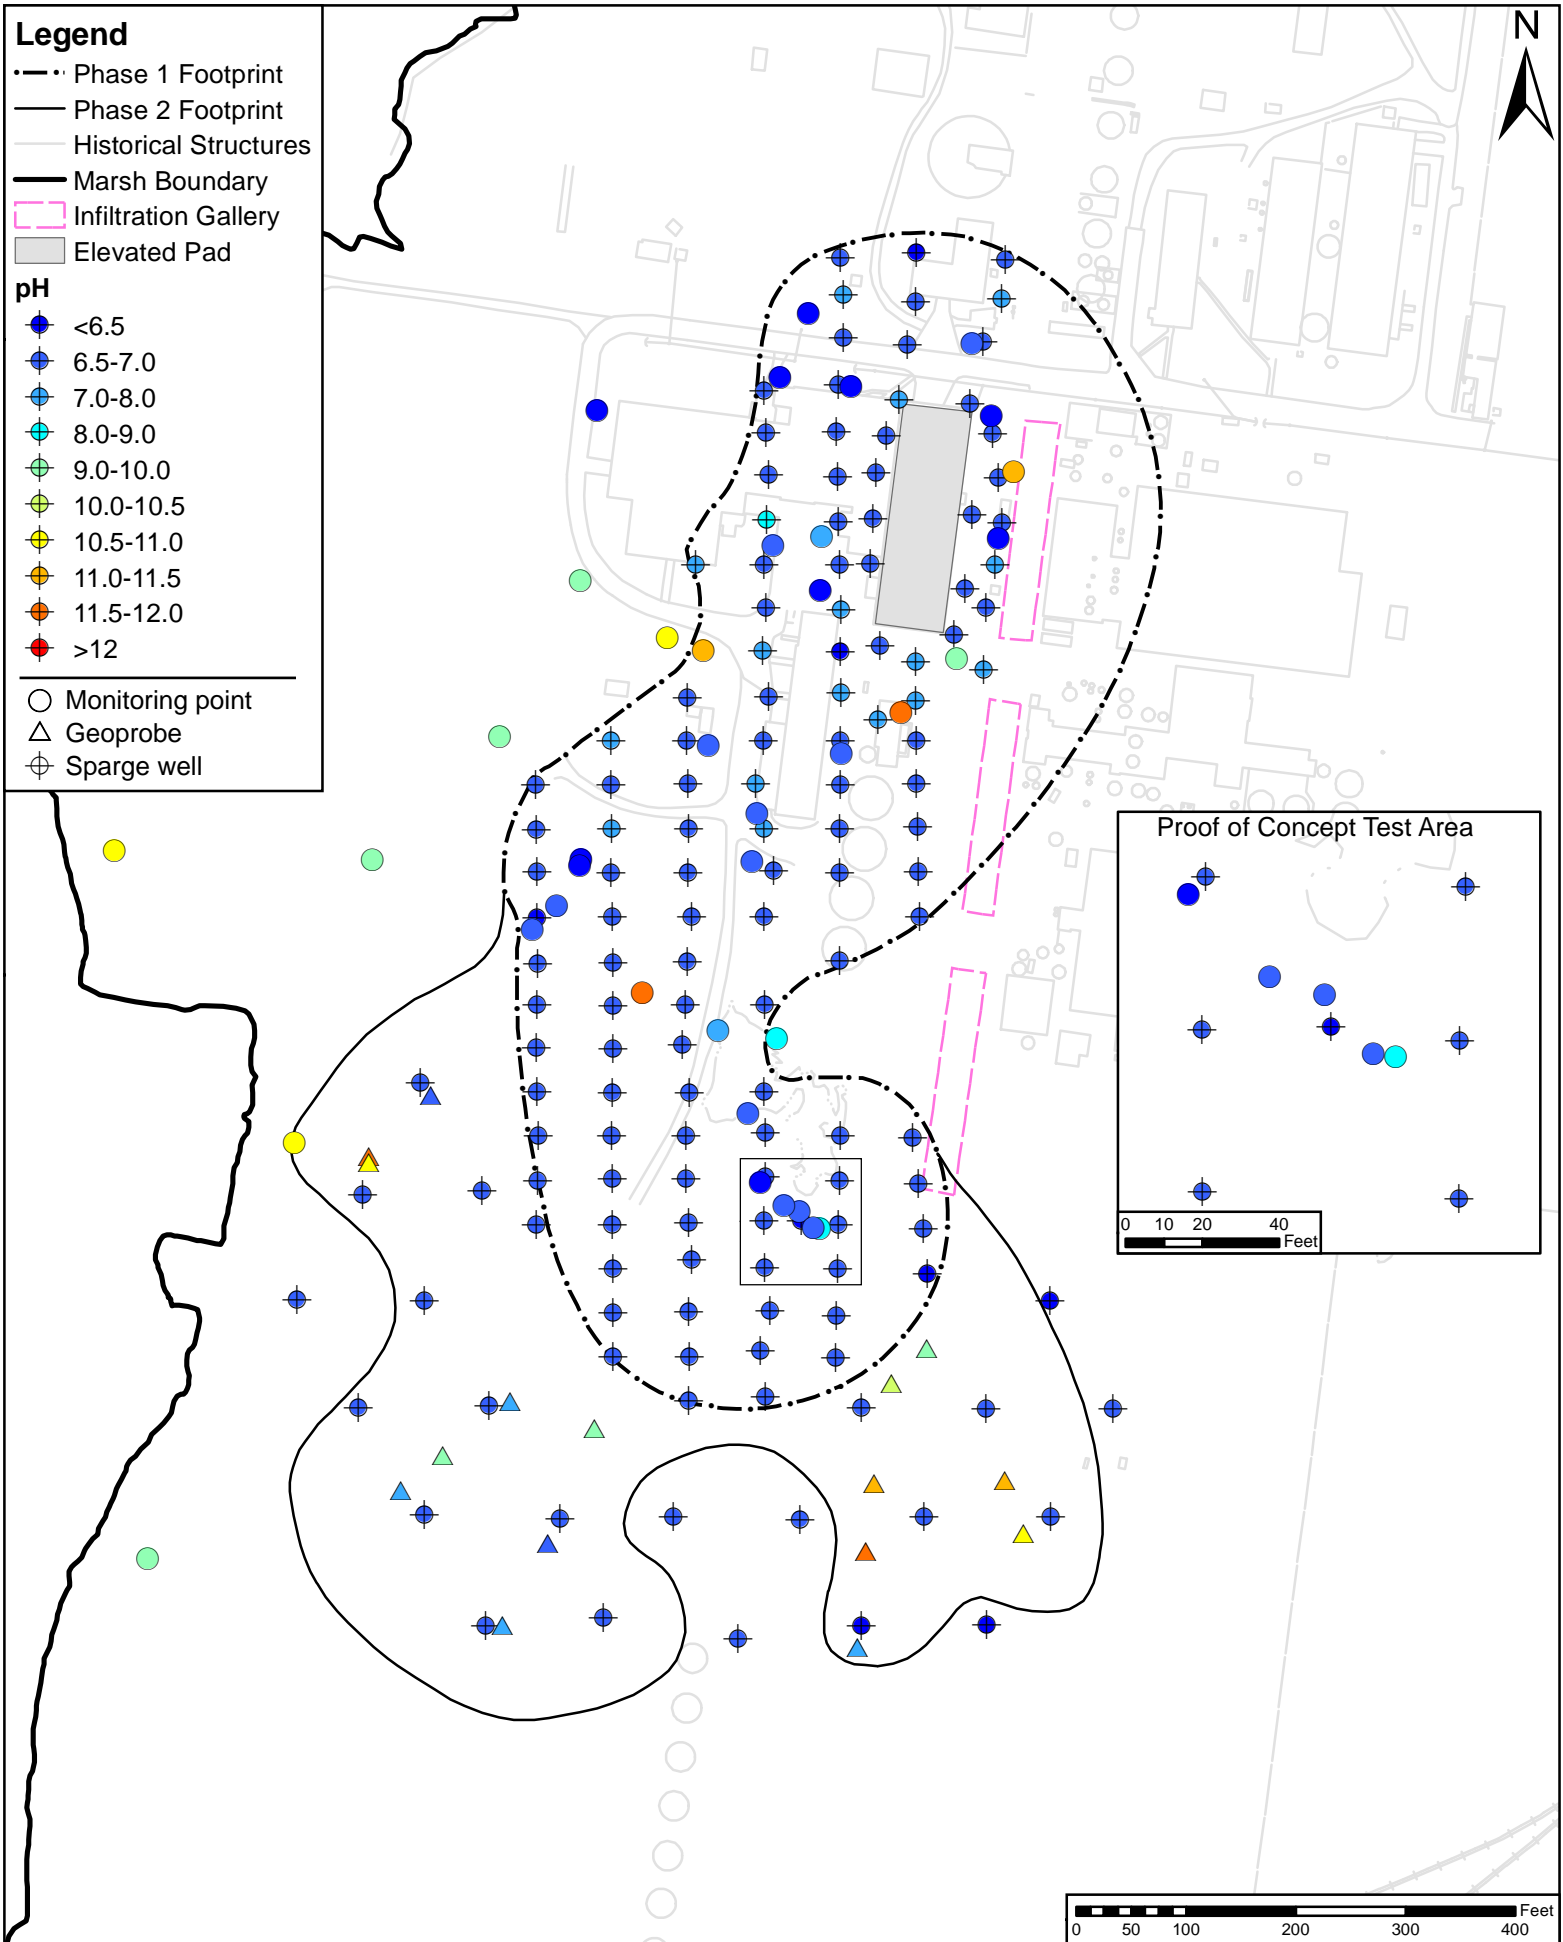 Legend
Phase 1 Footprint
Phase 2 Footprint
Historical Structures
Marsh Boundary
Infiltration Gallery
Elevated Pad
pH
<6.5
6.5-7.0
7.0-8.0
8.0-9.0
9.0-10.0
10.0-10.5
10.5-11.0
11.0-11.5
11.5-12.0
>12
Monitoring point
Geoprobe
Sparge well
N
Proof of Concept Test Area
0 10 20 40
Feet
Feet
0 50 100 200 300 400